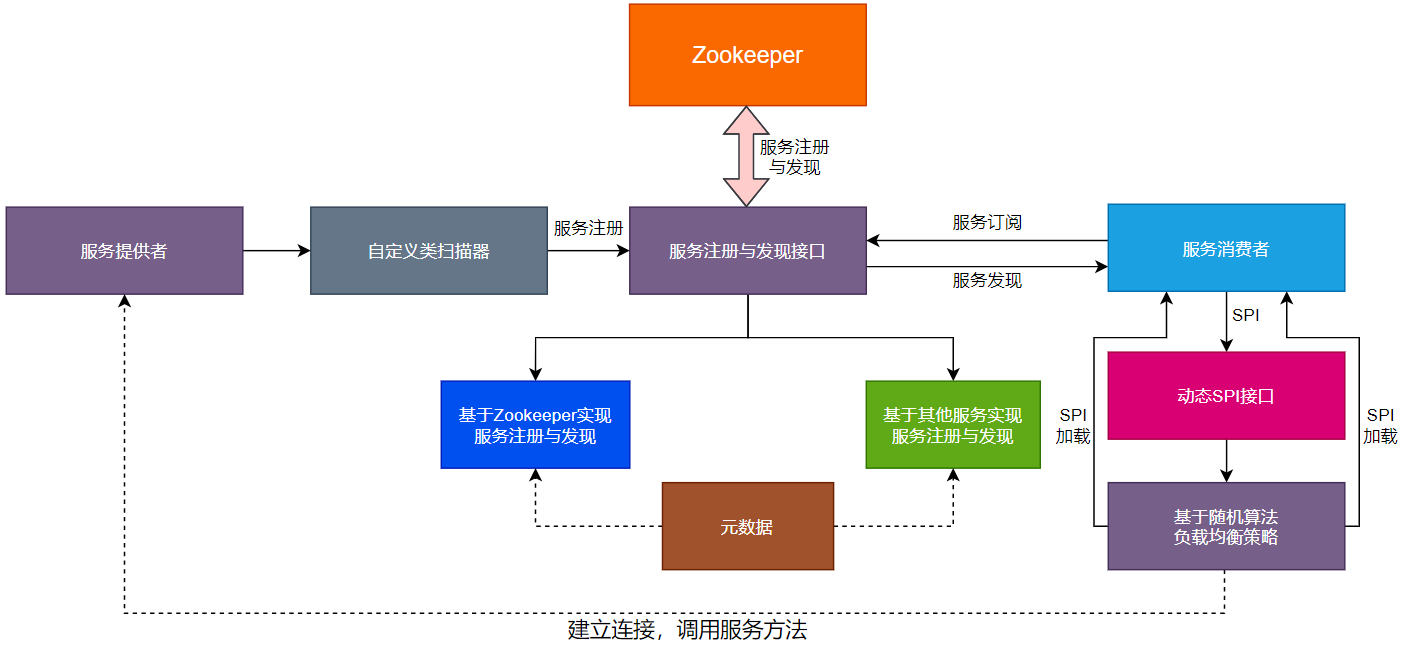 Zookeeper
服务注册
与发现
服务提供者
自定义类扫描器
服务注册
服务注册与发现接口
服务订阅
服务发现
服务消费者
SPI
基于Zookeeper实现
服务注册与发现
基于其他服务实现
服务注册与发现
SPI
加载
动态SPI接口
SPI
加载
元数据
基于随机算法
负载均衡策略
建立连接，调用服务方法